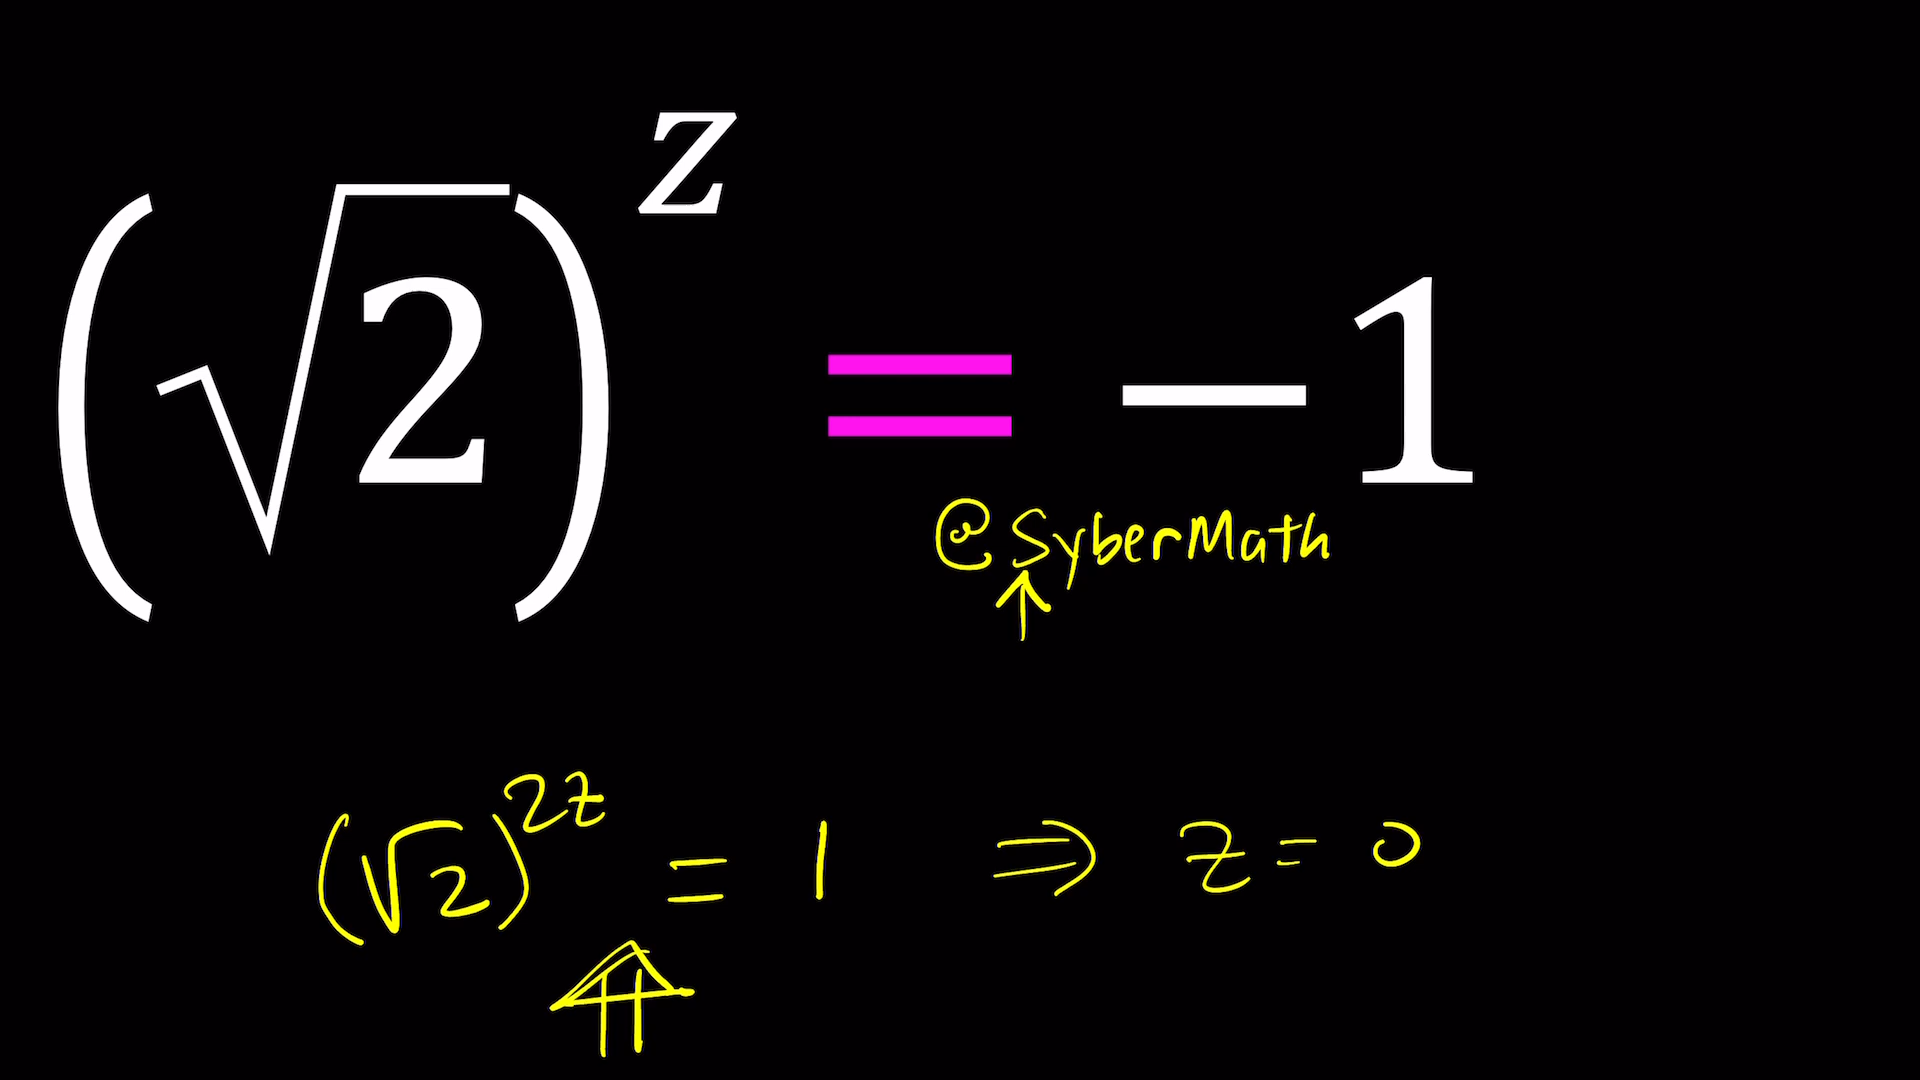 (√2)^z = −1
@SyberMath
(√2)^2z = 1 ⇒ z = 0